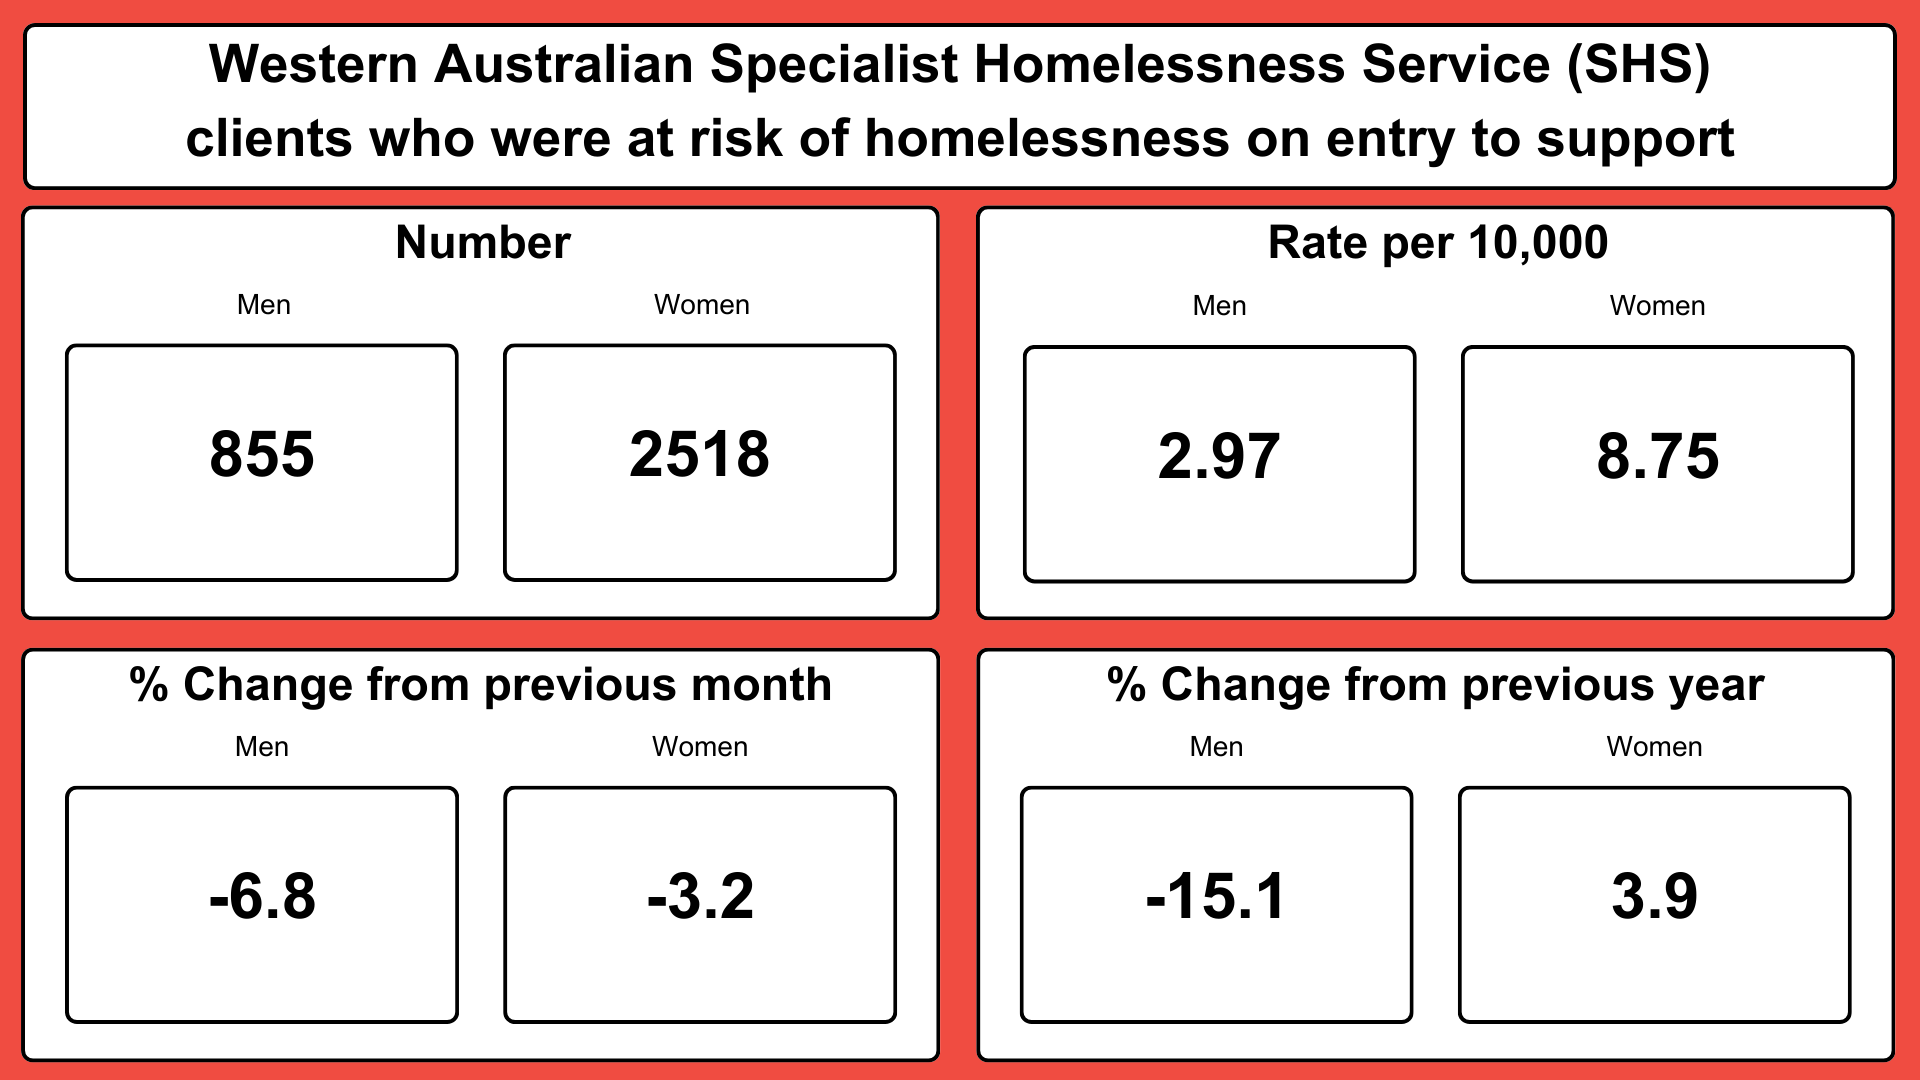 Western Australian Specialist Homelessness Service (SHS)
clients who were at risk of homelessness on entry to support
Number
Men
Women
855
2518
Rate per 10,000
Men
Women
2.97
8.75
% Change from previous month
Men
Women
-6.8
-3.2
% Change from previous year
Men
Women
-15.1
3.9